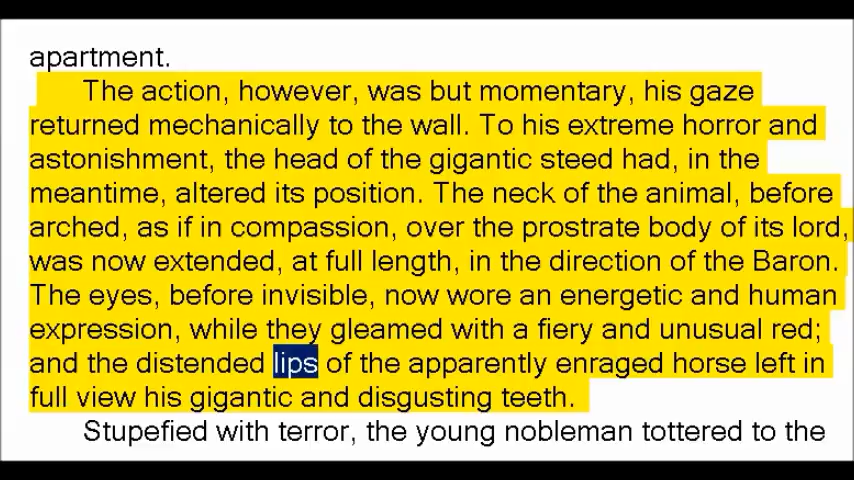 apartment.
The action, however, was but momentary, his gaze
returned mechanically to the wall. To his extreme horror and
astonishment, the head of the gigantic steed had, in the
meantime, altered its position. The neck of the animal, before
arched, as if in compassion, over the prostrate body of its lord,
was now extended, at full length, in the direction of the Baron.
The eyes, before invisible, now wore an energetic and human
expression, while they gleamed with a fiery and unusual red;
and the distended lips of the apparently enraged horse left in
full view his gigantic and disgusting teeth.
Stupefied with terror, the young nobleman tottered to the